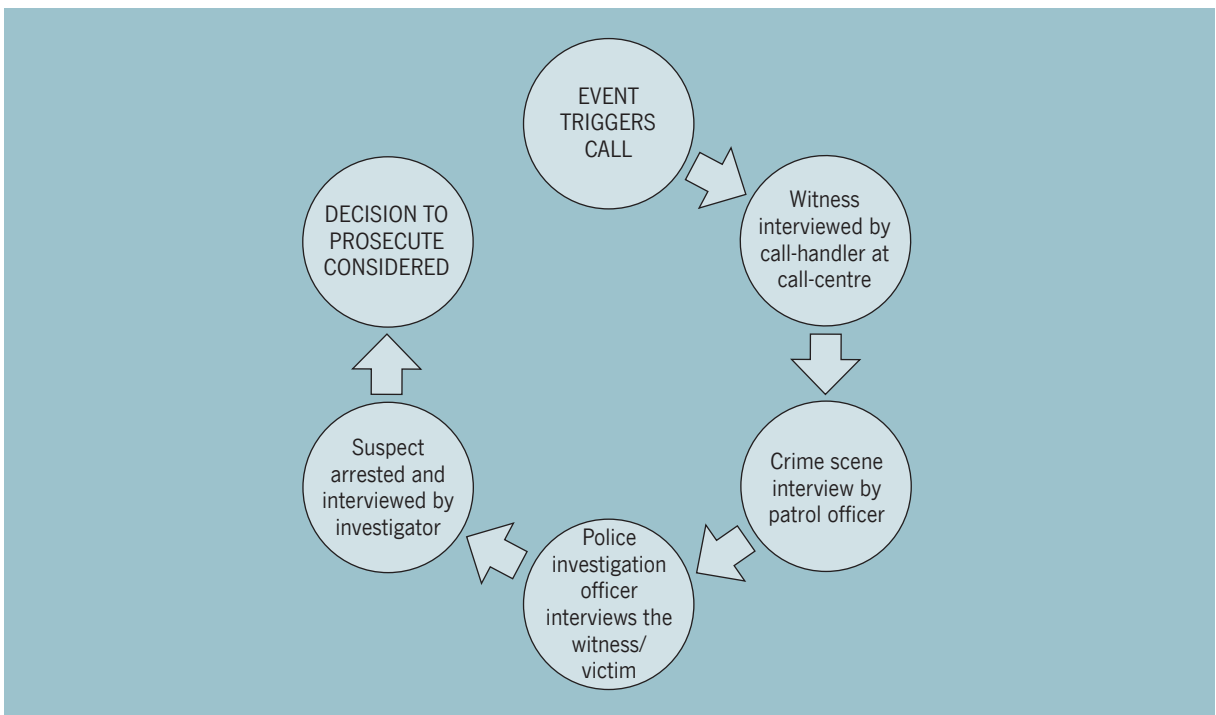 EVENT
TRIGGERS
CALL
Witness
interviewed by
call-handler at
call-centre
Crime scene
interview by
patrol officer
Police
investigation
officer
interviews the
witness/
victim
Suspect
arrested and
interviewed by
investigator
DECISION TO
PROSECUTE
CONSIDERED